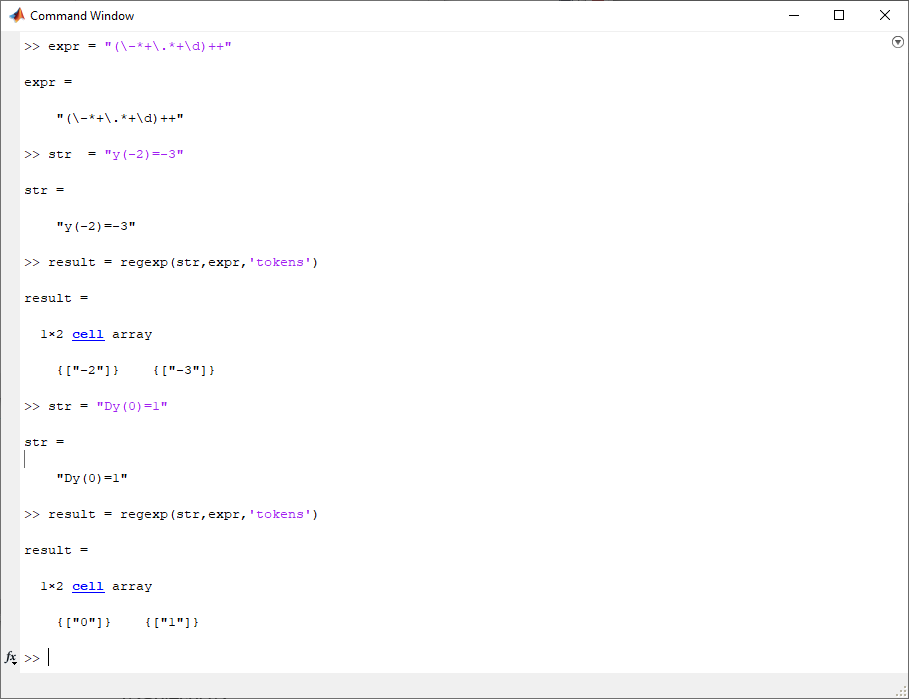 Command Window
>> expr = "(\-*+\.*+\d)++"
expr =
"(\-*+\.*+\d)++"
>> str  = "y(-2)=-3"
str =
"y(-2)=-3"
>> result = regexp(str,expr,'tokens')
result =
1×2 cell array
{["-2"]}    {["-3"]}
>> str = "Dy(0)=1"
str =
"Dy(0)=1"
>> result = regexp(str,expr,'tokens')
result =
1×2 cell array
{["0"]}    {["1"]}
fx >>